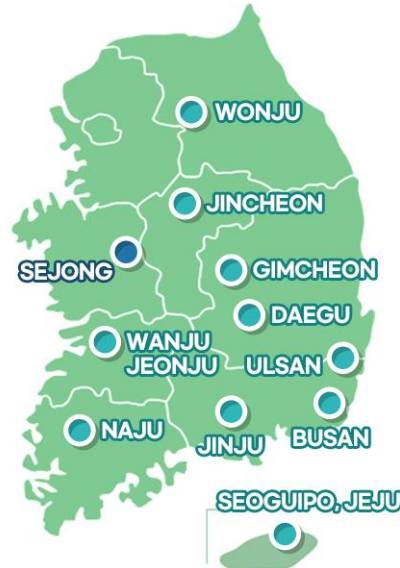 WONJU
JINCHEON
SEJONG
GIMCHEON
DAEGU
WANJU
JEONJU
ULSAN
NAJU
JINJU
BUSAN
SEOGUIPO, JEJU